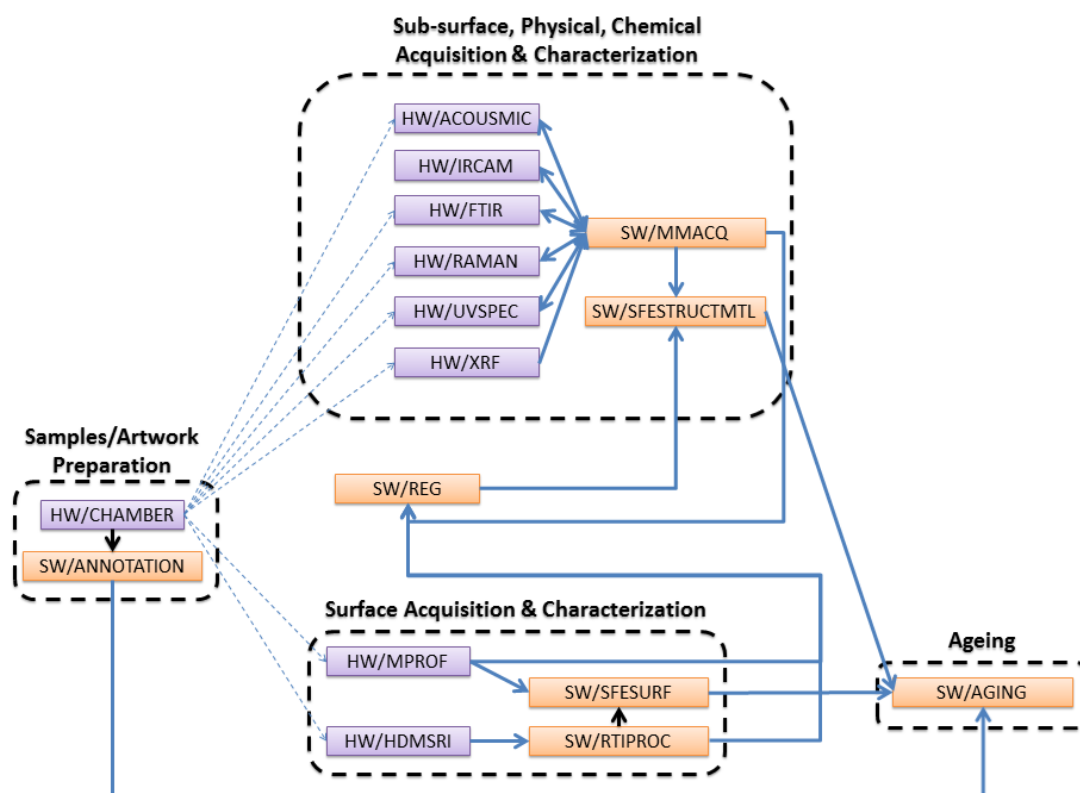 Sub-surface, Physical, Chemical
Acquisition & Characterization
HW/ACOUSMIC
HW/IRCAM
HW/FTIR
SW/MMACQ
HW/RAMAN
HW/UVSPEC
SW/SFESTRUCTMTL
HW/XRF
Samples/Artwork
Preparation
SW/REG
HW/CHAMBER
SW/ANNOTATION
Surface Acquisition & Characterization
HW/MPROF
SW/SFESURF
HW/HDMSRI
SW/RTIPROC
Ageing
SW/AGING